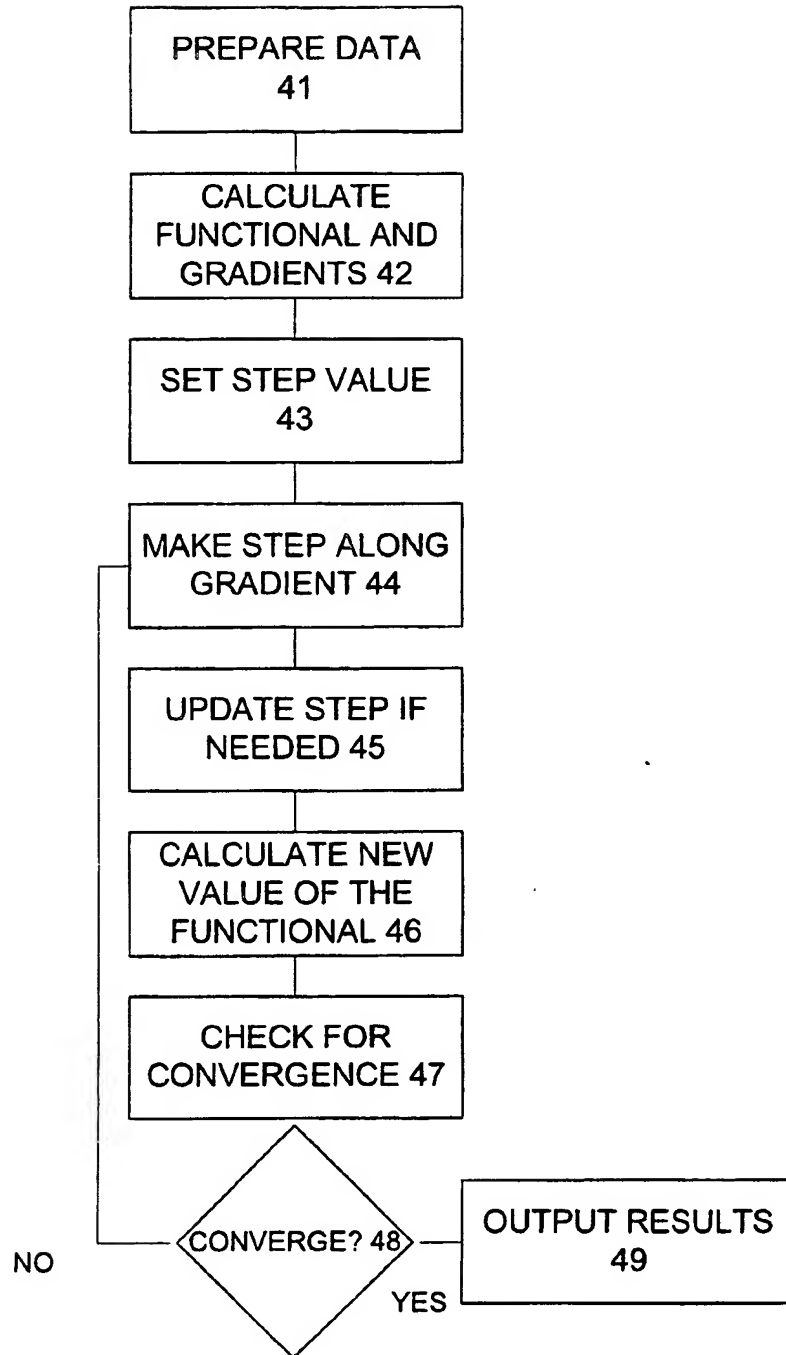 PREPARE DATA
41
CALCULATE
FUNCTIONAL AND
GRADIENTS 42
SET STEP VALUE
43
MAKE STEP ALONG
GRADIENT 44
UPDATE STEP IF
NEEDED 45
CALCULATE NEW
VALUE OF THE
FUNCTIONAL 46
CHECK FOR
CONVERGENCE 47
CONVERGE? 48
OUTPUT RESULTS
49
NO
YES